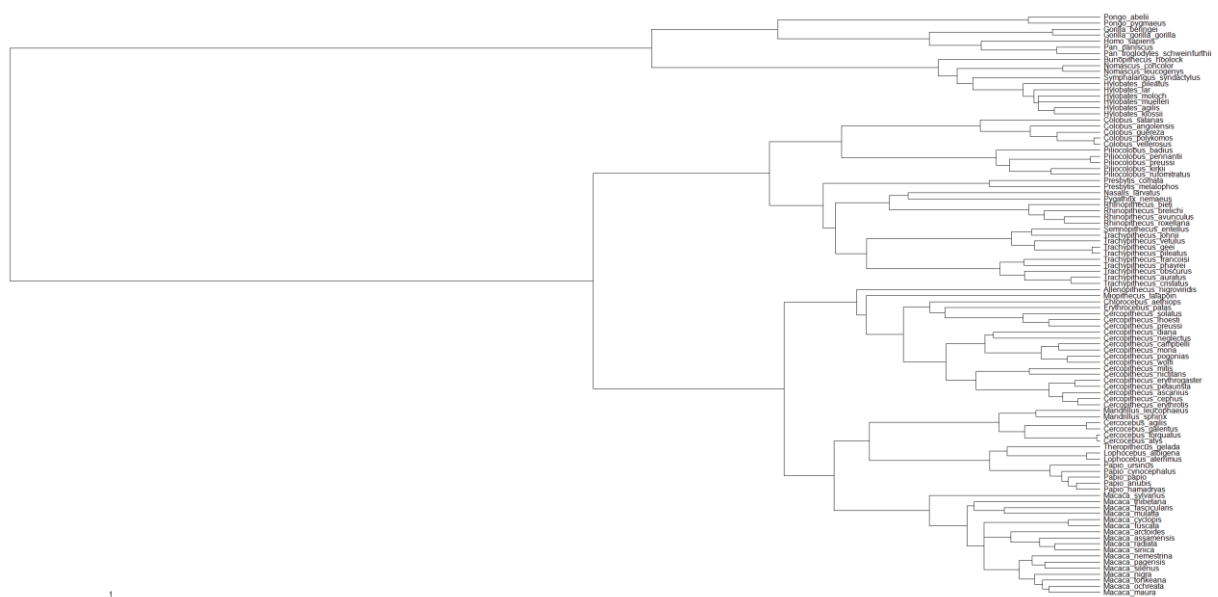 Pongo_abelii
Pongo_pygmaeus
Gorilla_beringei
Gorilla_gorilla_gorilla
Homo_sapiens
Pan_paniscus
Pan_troglodytes_schweinfurthii
Bunopithecus_hoolock
Nomascus_concolor
Nomascus_leucogenys
Symphalangus_syndactylus
Hylobates_pileatus
Hylobates_lar
Hylobates_moloch
Hylobates_muelleri
Hylobates_agilis
Hylobates_klossii
Colobus_satanas
Colobus_angolensis
Colobus_guereza
Colobus_polykomos
Colobus_vellerosus
Piliocolobus_badius
Piliocolobus_pennantii
Piliocolobus_preussi
Piliocolobus_kirkii
Piliocolobus_rufomitratus
Presbytis_comata
Presbytis_melalophos
Nasalis_larvatus
Pygathrix_nemaeus
Rhinopithecus_bieti
Rhinopithecus_brelichi
Rhinopithecus_avunculus
Rhinopithecus_roxellana
Semnopithecus_entellus
Trachypithecus_johnii
Trachypithecus_vetulus
Trachypithecus_geei
Trachypithecus_pileatus
Trachypithecus_francoisi
Trachypithecus_phayrei
Trachypithecus_obscurus
Trachypithecus_auratus
Trachypithecus_cristatus
Allenopithecus_nigroviridis
Miopithecus_talapoin
Chlorocebus_aethiops
Erythrocebus_patas
Cercopithecus_solatus
Cercopithecus_lhoesti
Cercopithecus_preussi
Cercopithecus_diana
Cercopithecus_neglectus
Cercopithecus_campbelli
Cercopithecus_mona
Cercopithecus_pogonias
Cercopithecus_wolfi
Cercopithecus_mitis
Cercopithecus_nictitans
Cercopithecus_erythrogaster
Cercopithecus_petaurista
Cercopithecus_ascanius
Cercopithecus_cephus
Cercopithecus_erythrotis
Mandrillus_leucophaeus
Mandrillus_sphinx
Cercocebus_agilis
Cercocebus_galeritus
Cercocebus_torquatus
Cercocebus_atys
Theropithecus_gelada
Lophocebus_albigena
Lophocebus_aterrimus
Papio_ursinus
Papio_cynocephalus
Papio_papio
Papio_anubis
Papio_hamadryas
Macaca_sylvanus
Macaca_thibetana
Macaca_fascicularis
Macaca_mulatta
Macaca_cyclopis
Macaca_fuscata
Macaca_arctoides
Macaca_assamensis
Macaca_radiata
Macaca_sinica
Macaca_nemestrina
Macaca_pagensis
Macaca_silenus
Macaca_nigra
Macaca_tonkeana
Macaca_ochreata
Macaca_maura
1